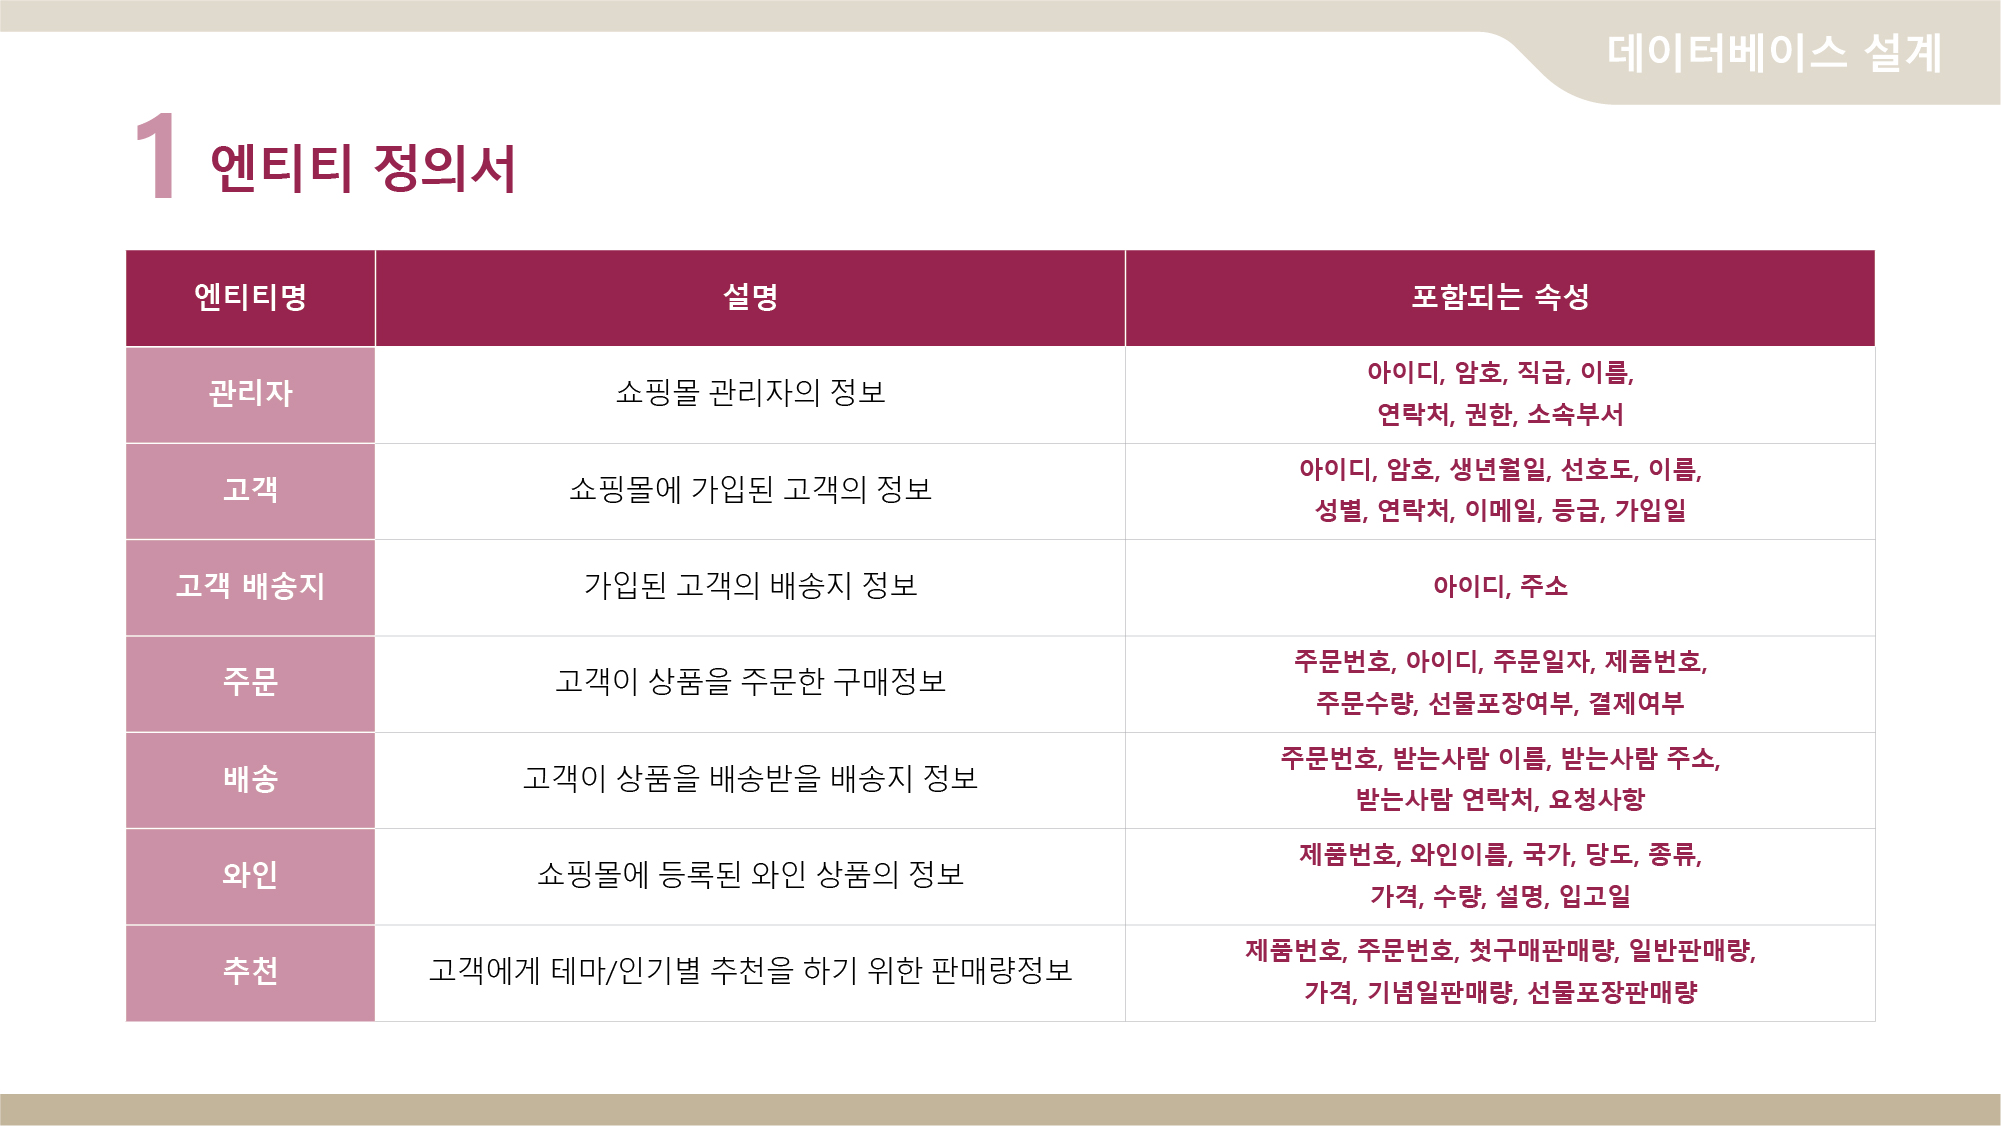 데이터베이스 설계
1 엔티티 정의서
엔티티명 설명 포함되는 속성
관리자 쇼핑몰 관리자의 정보 아이디, 암호, 직급, 이름,
연락처, 권한, 소속부서
고객 쇼핑몰에 가입된 고객의 정보 아이디, 암호, 생년월일, 선호도, 이름,
성별, 연락처, 이메일, 등급, 가입일
고객 배송지 가입된 고객의 배송지 정보 아이디, 주소
주문 고객이 상품을 주문한 구매정보 주문번호, 아이디, 주문일자, 제품번호,
주문수량, 선물포장여부, 결제여부
배송 고객이 상품을 배송받을 배송지 정보 주문번호, 받는사람 이름, 받는사람 주소,
받는사람 연락처, 요청사항
와인 쇼핑몰에 등록된 와인 상품의 정보 제품번호, 와인이름, 국가, 당도, 종류,
가격, 수량, 설명, 입고일
추천 고객에게 테마/인기별 추천을 하기 위한 판매량정보 제품번호, 주문번호, 첫구매판매량, 일반판매량,
가격, 기념일판매량, 선물포장판매량